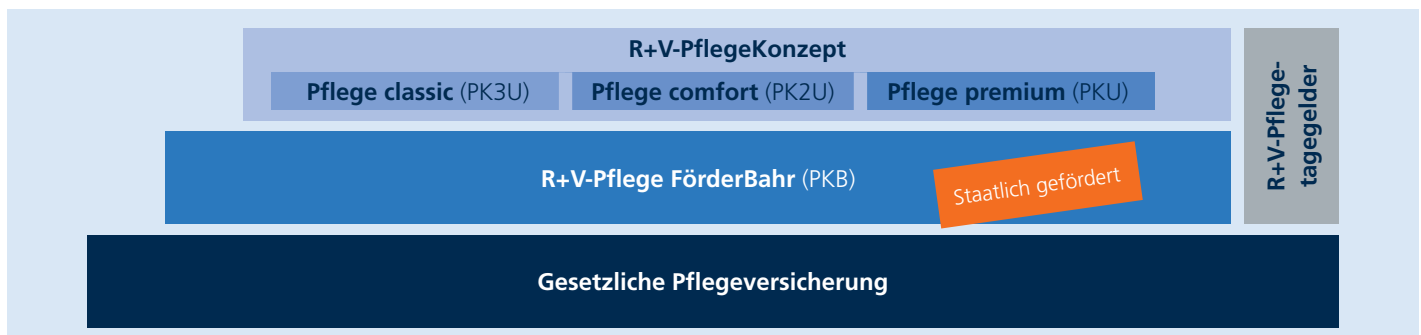 R+V-PflegeKonzept
Pflege classic (PK3U)
Pflege comfort (PK2U)
Pflege premium (PKU)
R+V-Pflege FörderBahr (PKB)
Staatlich gefördert
R+V-Pflege-
tagegelder
Gesetzliche Pflegeversicherung